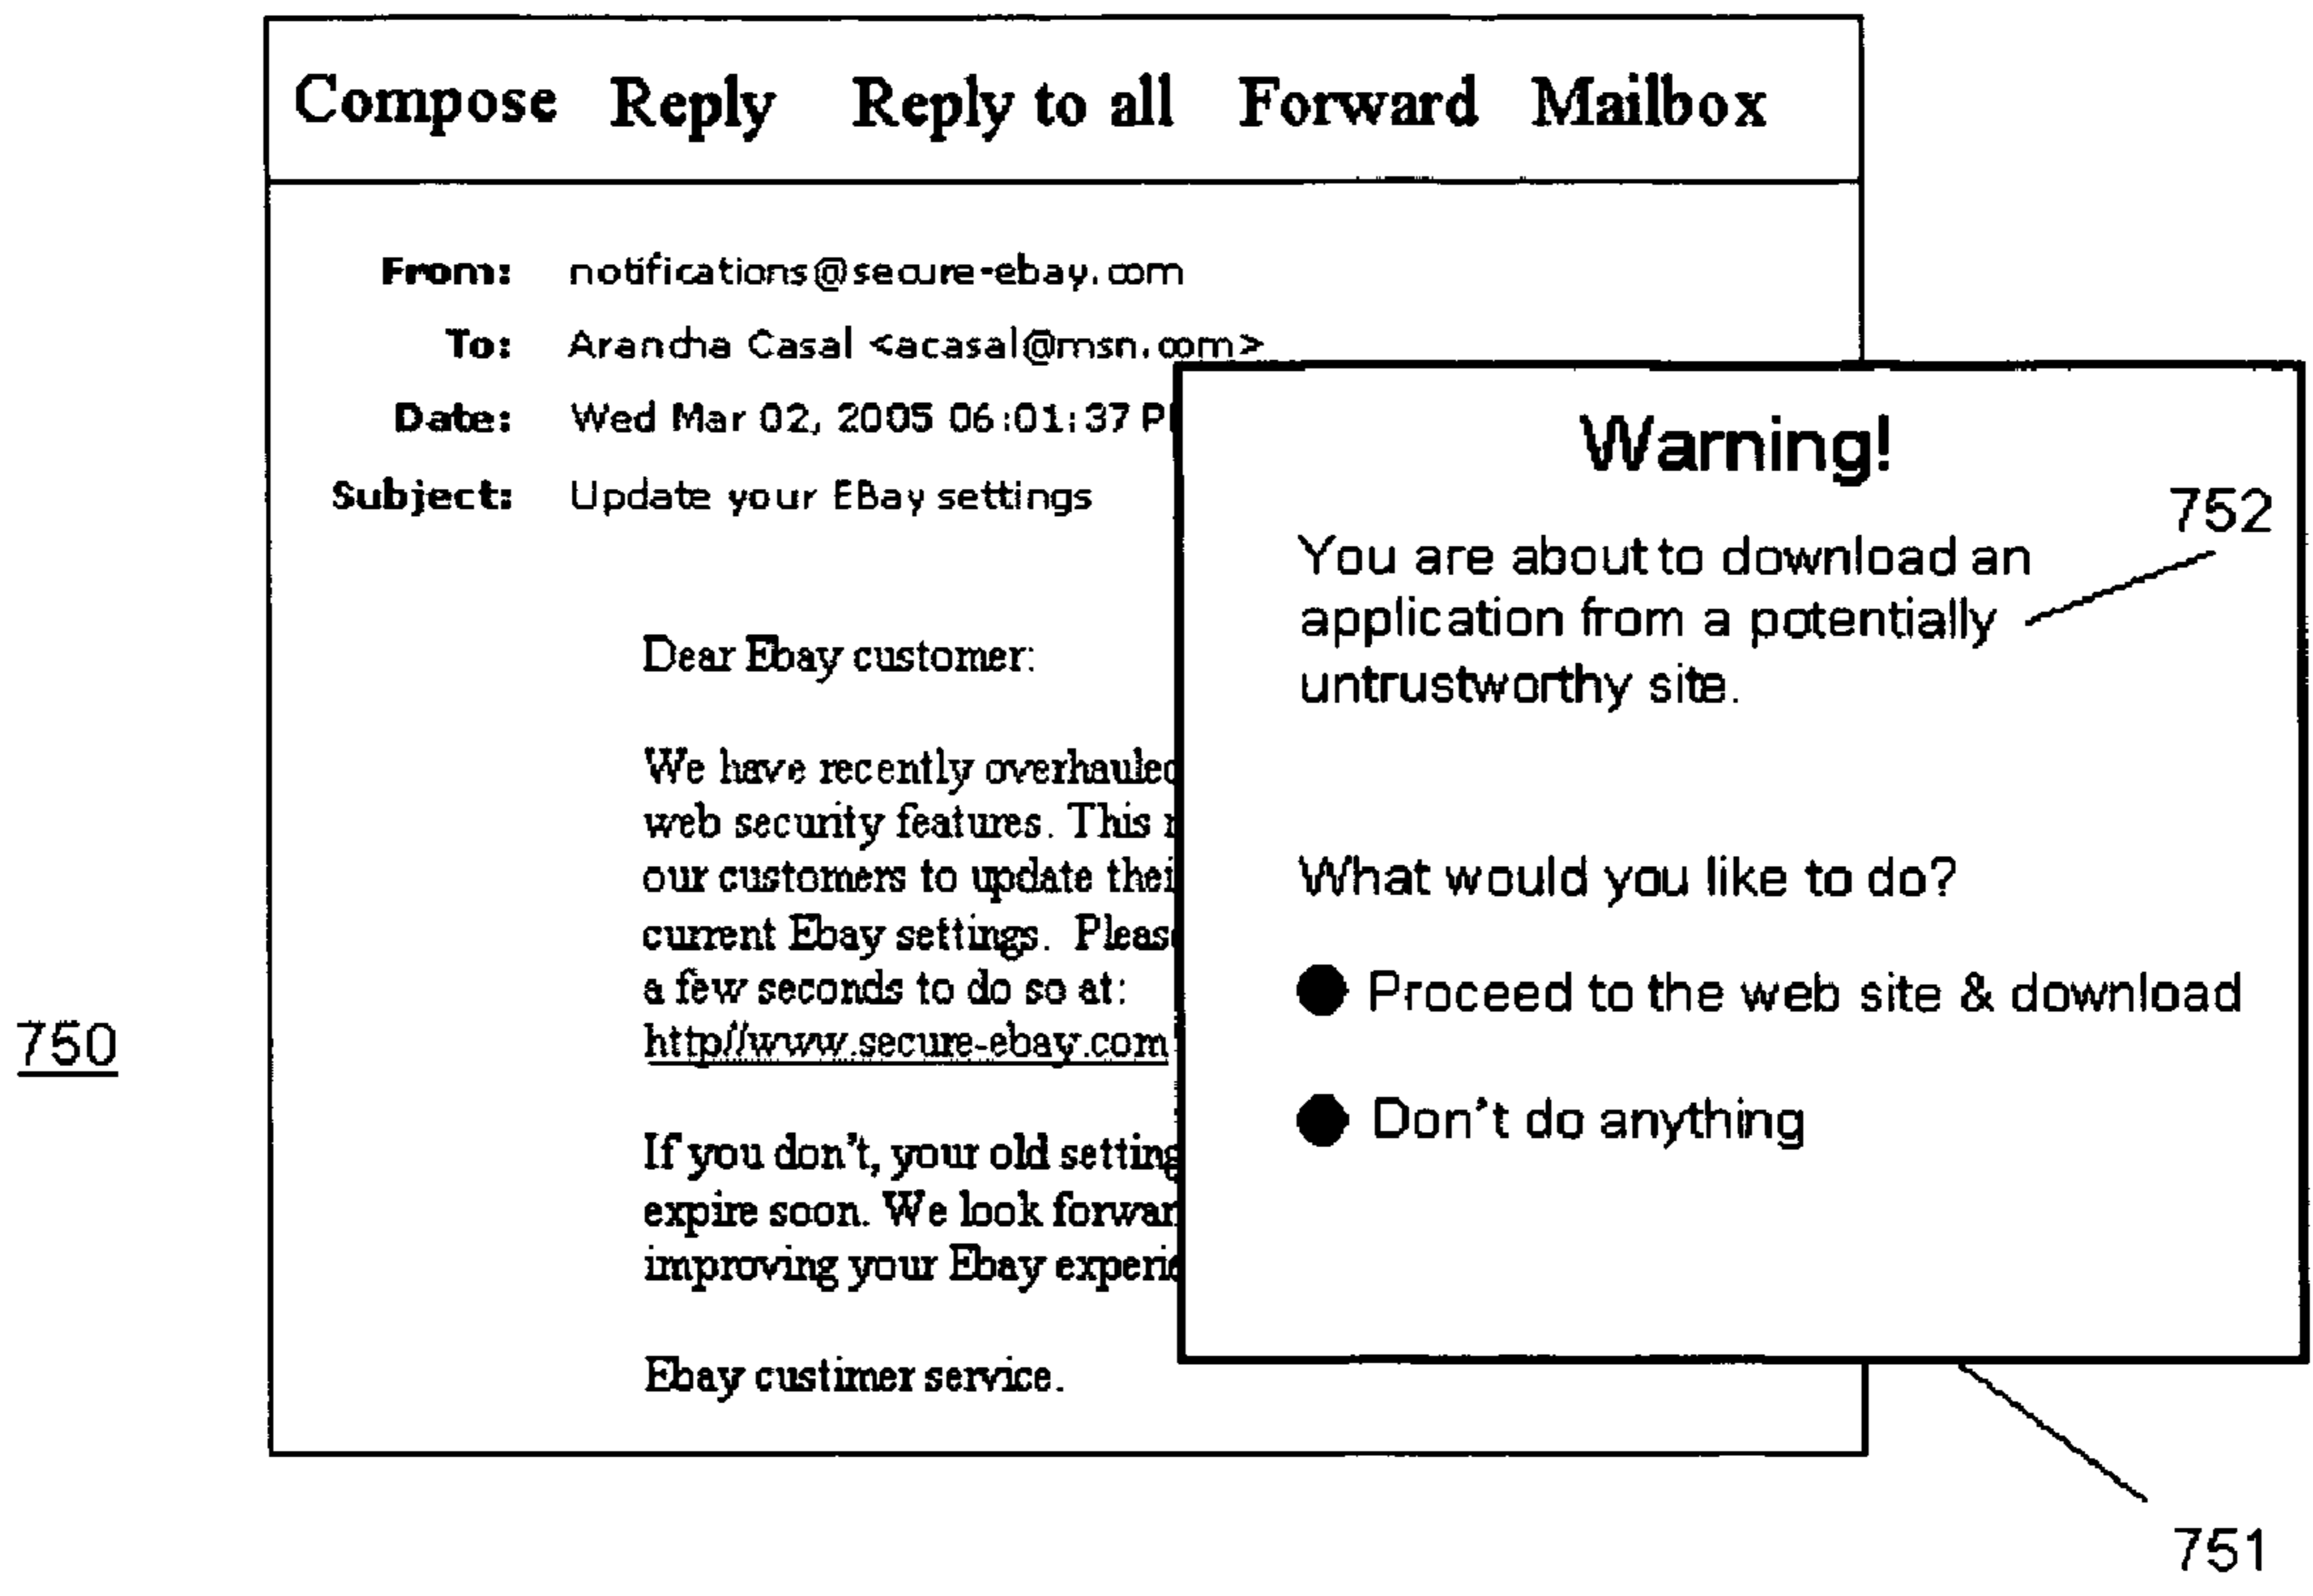 Compose Reply Reply to all Forward Mailbox
From: notifications@secure-ebay.com
To: Arancha Casal <acasal@msn.com>
Date: Wed Mar 02, 2005 06:01:37 P
Subject: Update your EBay settings
Dear Ebay customer:
We have recently overhauled
web security features. This
our customers to update thei
current Ebay settings. Pleas
a few seconds to do so at:
http//www.secure-ebay.com
If you don't, your old setting
expire soon. We look forwar
improving your Ebay experie
Ebay custimer service.
Warning!
752
You are about to download an
application from a potentially
untrustworthy site.
What would you like to do?
Proceed to the web site & download
Don't do anything
750
751